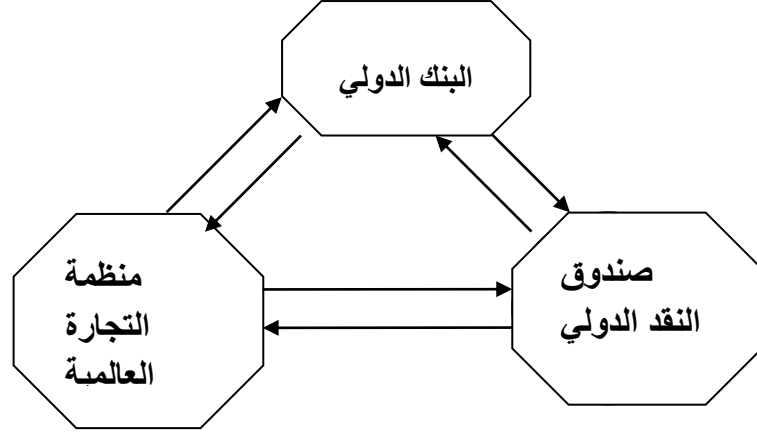 البنك الدولي
صندوق
النقد الدولي
منظمة
التجارة
العالمية